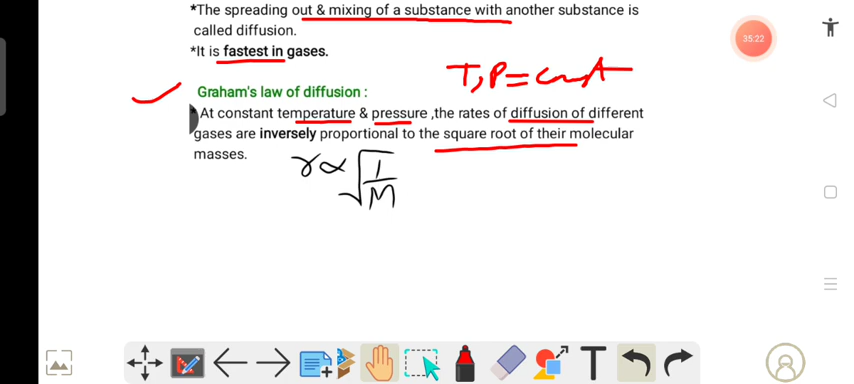 *The spreading out & mixing of a substance with another substance is
called diffusion.
*It is fastest in gases.
T, P = const
Graham's law of diffusion :
* At constant temperature & pressure ,the rates of diffusion of different
gases are inversely proportional to the square root of their molecular
masses.
r ∝ √1/M
35:22
T